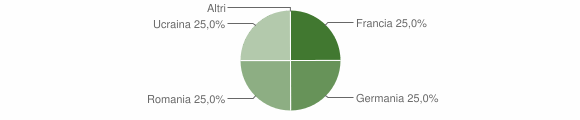 Altri
Ucraina 25,0%
Francia 25,0%
Romania 25,0%
Germania 25,0%